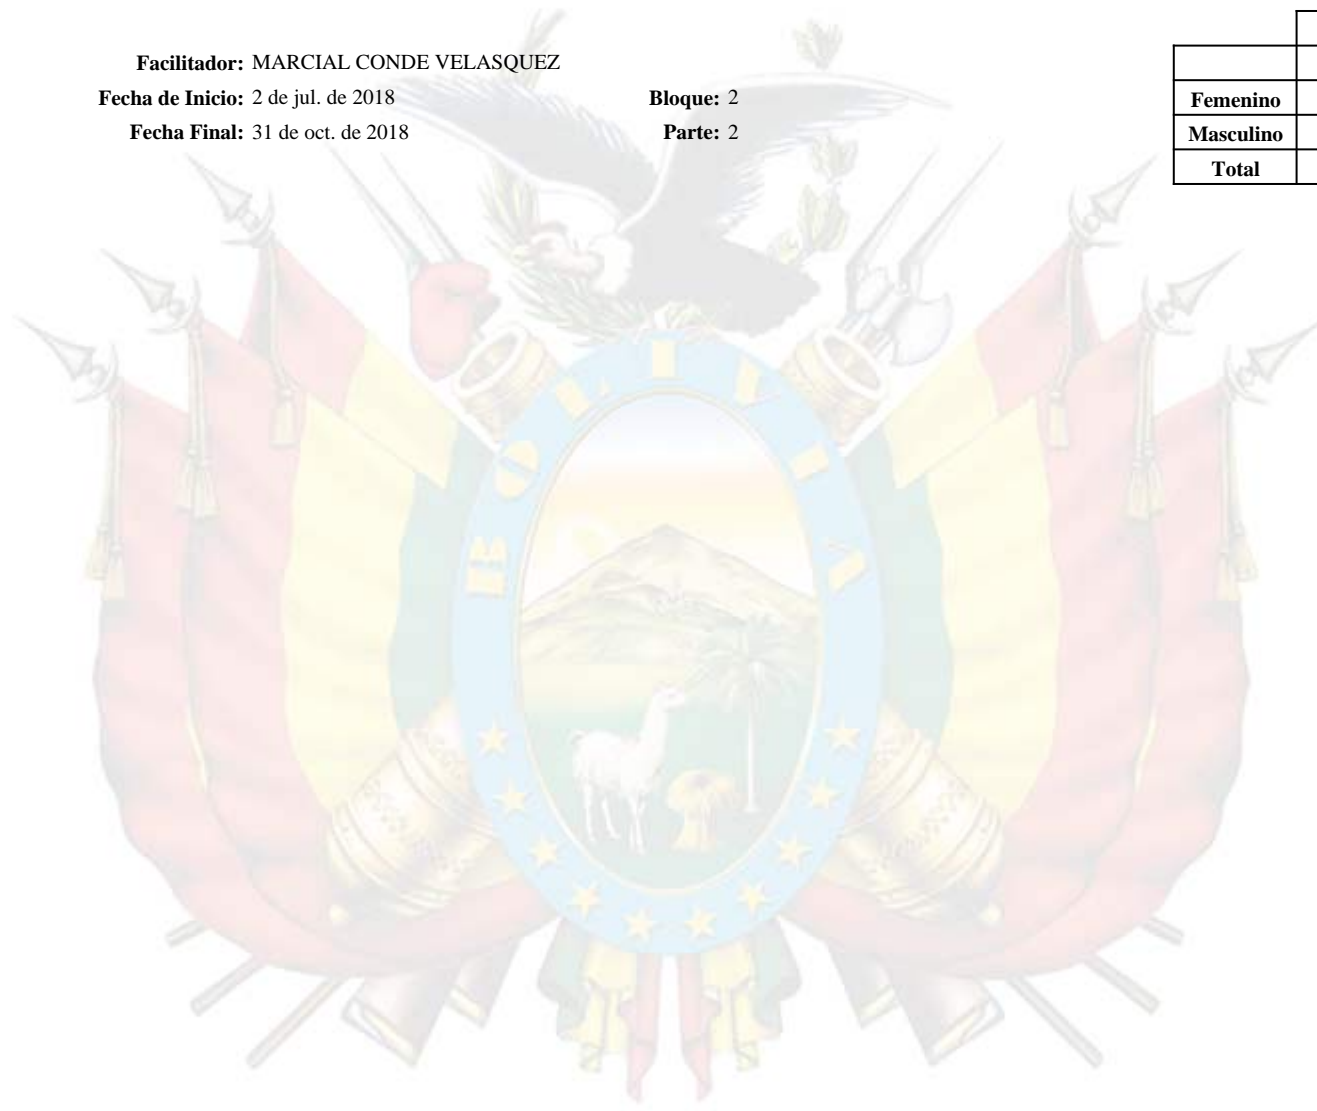 Facilitador: MARCIAL CONDE VELASQUEZ
Fecha de Inicio: 2 de jul. de 2018 Bloque: 2
Fecha Final: 31 de oct. de 2018 Parte: 2
Femenino
Masculino
Total
BOLIVIA